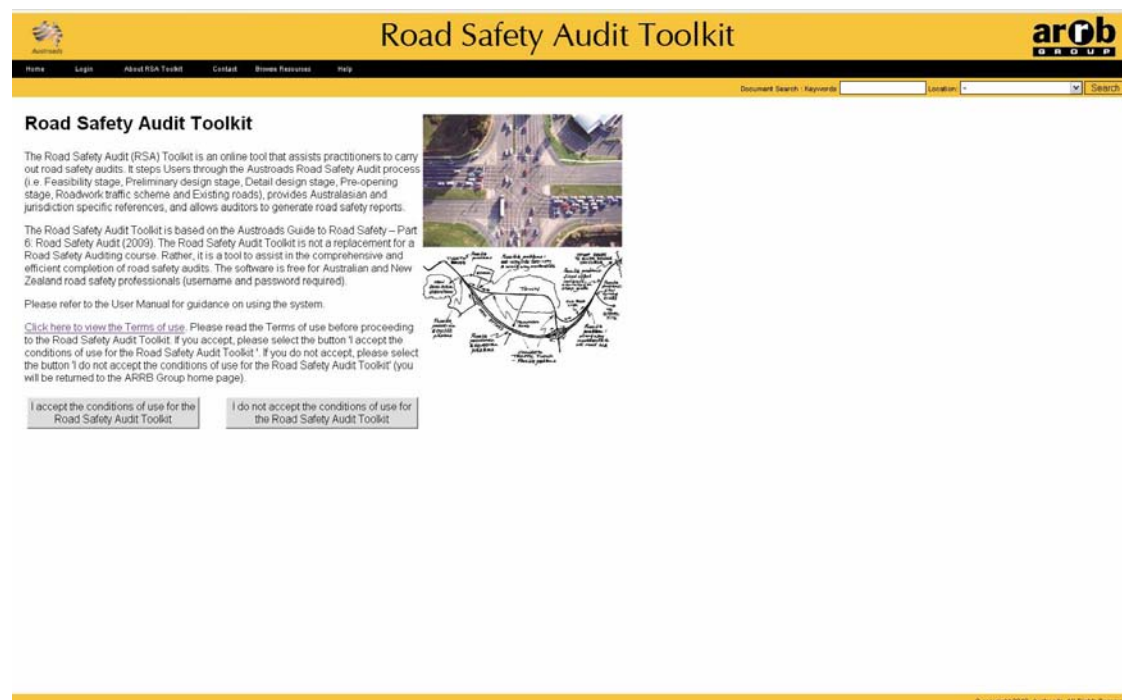 Austroads
Road Safety Audit Toolkit
arrb
GROUP
Home Login About RSA Toolkit Contact Browse Resources Help
Document Search : Keywords Location: - Search
Road Safety Audit Toolkit
The Road Safety Audit (RSA) Toolkit is an online tool that assists practitioners to carry
out road safety audits. It steps Users through the Austroads Road Safety Audit process
(i.e. Feasibility stage, Preliminary design stage, Detail design stage, Pre-opening
stage, Roadwork traffic scheme and Existing roads), provides Australasian and
jurisdiction specific references, and allows auditors to generate road safety reports.
The Road Safety Audit Toolkit is based on the Austroads Guide to Road Safety – Part
6: Road Safety Audit (2009). The Road Safety Audit Toolkit is not a replacement for a
Road Safety Auditing course. Rather, it is a tool to assist in the comprehensive and
efficient completion of road safety audits. The software is free for Australian and New
Zealand road safety professionals (username and password required).
Please refer to the User Manual for guidance on using the system.
Click here to view the Terms of use. Please read the Terms of use before proceeding
to the Road Safety Audit Toolkit. If you accept, please select the button 'I accept the
conditions of use for the Road Safety Audit Toolkit '. If you do not accept, please select
the button 'I do not accept the conditions of use for the Road Safety Audit Toolkit' (you
will be returned to the ARRB Group home page).
I accept the conditions of use for the
Road Safety Audit Toolkit
I do not accept the conditions of use for
the Road Safety Audit Toolkit